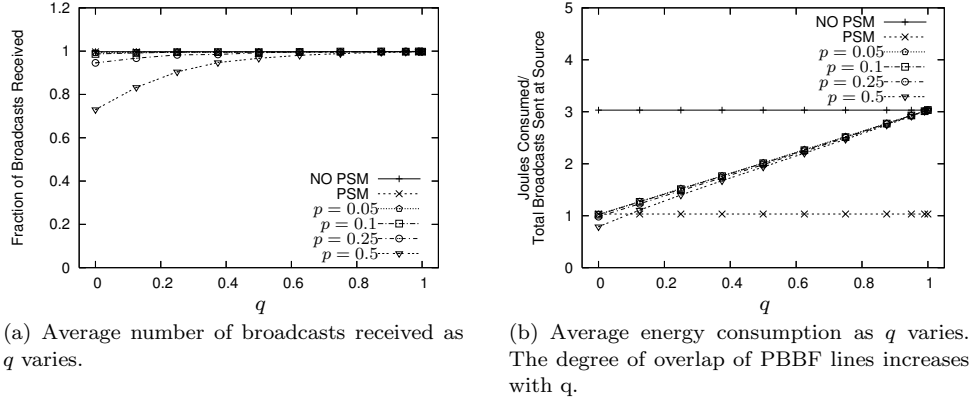 1.2
1
0.8
0.6
0.4
0.2
0
Fraction of Broadcasts Received
0 0.2 0.4 0.6 0.8 1
q
NO PSM
PSM
p = 0.05
p = 0.1
p = 0.25
p = 0.5
(a) Average number of broadcasts received as
q varies.
5
4
3
2
1
0
Joules Consumed/
Total Broadcasts Sent at Source
0 0.2 0.4 0.6 0.8 1
q
NO PSM
PSM
p = 0.05
p = 0.1
p = 0.25
p = 0.5
(b) Average energy consumption as q varies.
The degree of overlap of PBBF lines increases
with q.